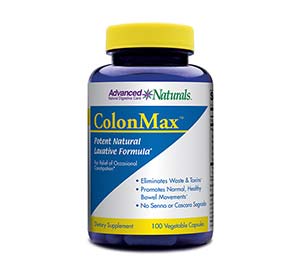 Advanced Naturals.
Natural Digestive Care
ColonMax™
Potent Natural
Laxative Formula*
For Relief of Occasional
Constipation*
• Eliminates Waste & Toxins*
• Promotes Normal, Healthy
Bowel Movements*
• No Senna or Cascara Sagrada
Dietary Supplement
100 Vegetable Capsules